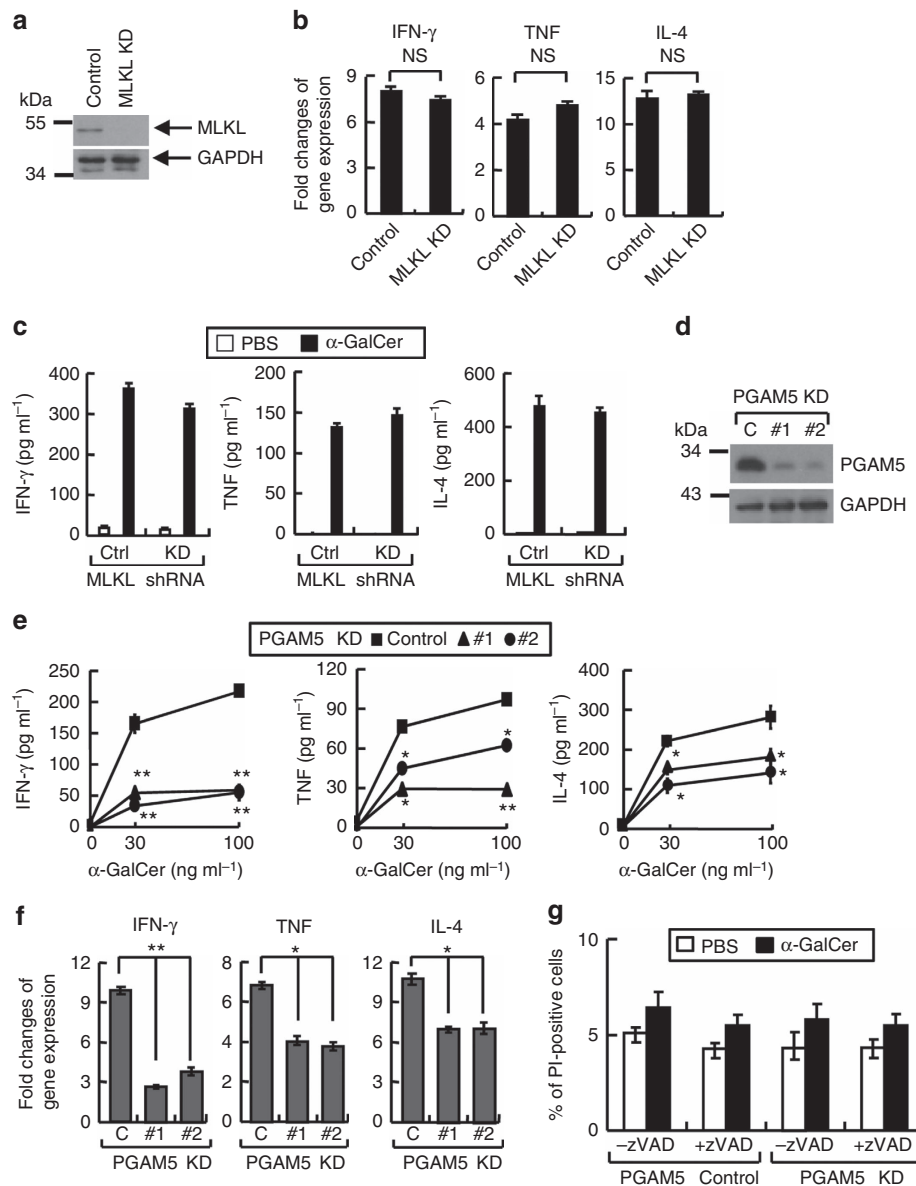 a
kDa
Control
MLKL KD
55
MLKL
GAPDH
34
b
IFN-γ
NS
TNF
NS
IL-4
NS
Fold changes of
gene expression
9
6
3
0
6
4
2
0
15
10
5
0
Control
MLKL KD
Control
MLKL KD
Control
MLKL KD
c
PBS
α-GalCer
IFN-γ (pg ml⁻¹)
400
300
200
100
0
TNF (pg ml⁻¹)
200
150
100
50
0
IL-4 (pg ml⁻¹)
600
400
200
0
Ctrl KD
MLKL shRNA
Ctrl KD
MLKL shRNA
Ctrl KD
MLKL shRNA
d
PGAM5 KD
kDa
C #1 #2
34
PGAM5
43
GAPDH
e
PGAM5 KD Control #1 #2
IFN-γ (pg ml⁻¹)
250
200
150
100
50
0
** **
** **
0 30 100
α-GalCer (ng ml⁻¹)
TNF (pg ml⁻¹)
120
90
60
30
0
* *
* **
0 30 100
α-GalCer (ng ml⁻¹)
IL-4 (pg ml⁻¹)
400
300
200
100
0
* *
* *
0 30 100
α-GalCer (ng ml⁻¹)
f
IFN-γ
**
TNF
*
IL-4
*
Fold changes of
gene expression
12
9
6
3
0
8
6
4
2
0
12
9
6
3
0
C #1 #2
PGAM5 KD
C #1 #2
PGAM5 KD
C #1 #2
PGAM5 KD
g
PBS
α-GalCer
% of PI-positive cells
10
5
0
–zVAD +zVAD –zVAD +zVAD
PGAM5 Control PGAM5 KD